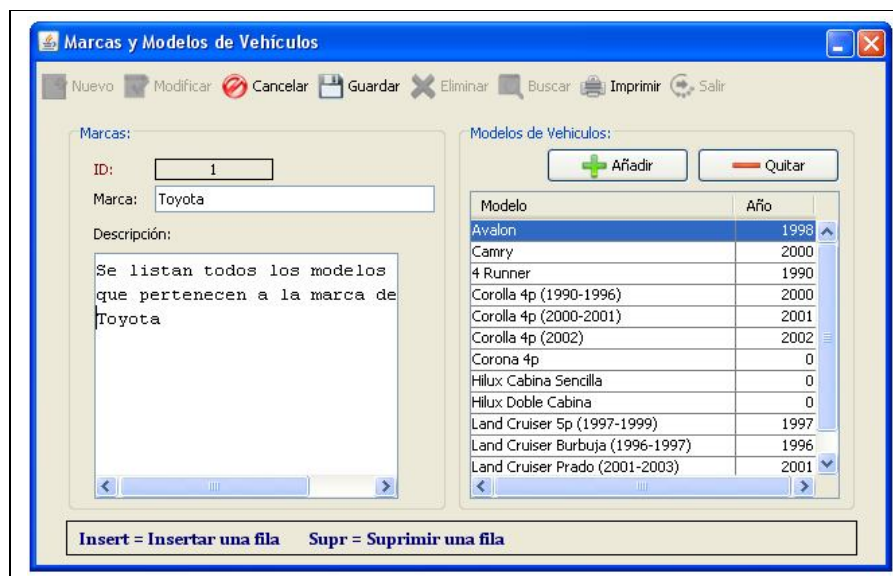 Marcas y Modelos de Vehículos
Nuevo Modificar Cancelar Guardar Eliminar Buscar Imprimir Salir
Marcas:
ID: 1
Marca: Toyota
Descripción:
Se listan todos los modelos
que pertenecen a la marca de
Toyota
Modelos de Vehiculos:
Añadir Quitar
Modelo Año
Avalon 1998
Camry 2000
4 Runner 1990
Corolla 4p (1990-1996) 2000
Corolla 4p (2000-2001) 2001
Corolla 4p (2002) 2002
Corona 4p 0
Hilux Cabina Sencilla 0
Hilux Doble Cabina 0
Land Cruiser 5p (1997-1999) 1997
Land Cruiser Burbuja (1996-1997) 1996
Land Cruiser Prado (2001-2003) 2001
Insert = Insertar una fila Supr = Suprimir una fila